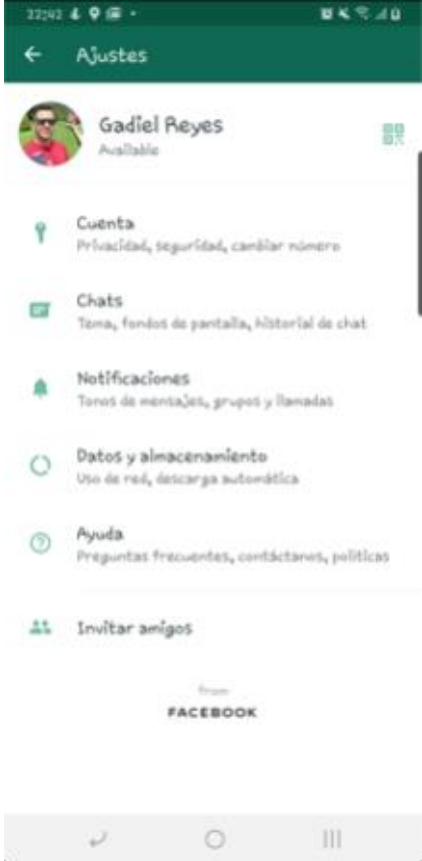 22:42
Ajustes
Gadiel Reyes
Available
Cuenta
Privacidad, seguridad, cambiar número
Chats
Tema, fondos de pantalla, historial de chat
Notificaciones
Tonos de mensajes, grupos y llamadas
Datos y almacenamiento
Uso de red, descarga automática
Ayuda
Preguntas frecuentes, contáctanos, políticas
Invitar amigos
from
FACEBOOK